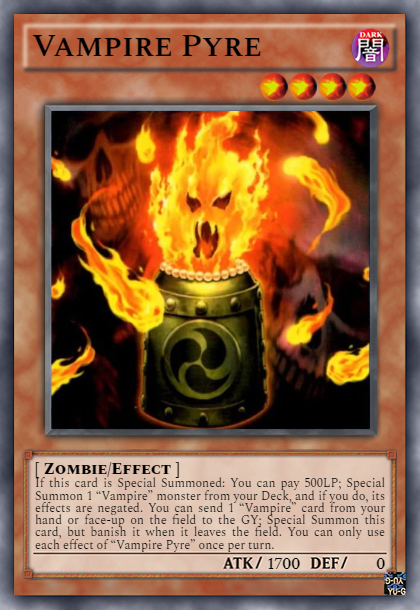 Vampire Pyre
DARK
闇
[ Zombie/Effect ]
If this card is Special Summoned: You can pay 500LP; Special
Summon 1 “Vampire” monster from your Deck, and if you do, its
effects are negated. You can send 1 “Vampire” card from your
hand or face-up on the field to the GY; Special Summon this
card, but banish it when it leaves the field. You can only use
each effect of “Vampire Pyre” once per turn.
ATK/ 1700 DEF/ 0